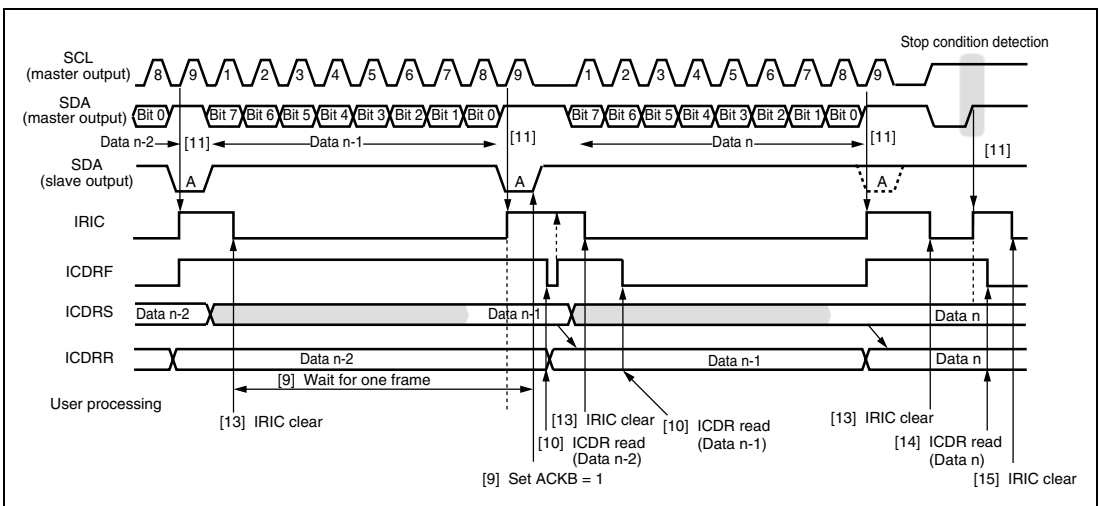 Stop condition detection
SCL
(master output)
8 9 1 2 3 4 5 6 7 8 9 1 2 3 4 5 6 7 8 9
SDA
(master output)
Bit 0 Bit 7 Bit 6 Bit 5 Bit 4 Bit 3 Bit 2 Bit 1 Bit 0 Bit 7 Bit 6 Bit 5 Bit 4 Bit 3 Bit 2 Bit 1 Bit 0
Data n-2 [11] Data n-1 [11] Data n [11] [11]
SDA
(slave output)
A A A
IRIC
ICDRF
ICDRS
Data n-2 Data n-1 Data n
ICDRR
Data n-2 Data n-1 Data n
[9] Wait for one frame
User processing
[13] IRIC clear
[13] IRIC clear
[10] ICDR read
(Data n-2)
[10] ICDR read
(Data n-1)
[13] IRIC clear
[14] ICDR read
(Data n)
[9] Set ACKB = 1
[15] IRIC clear